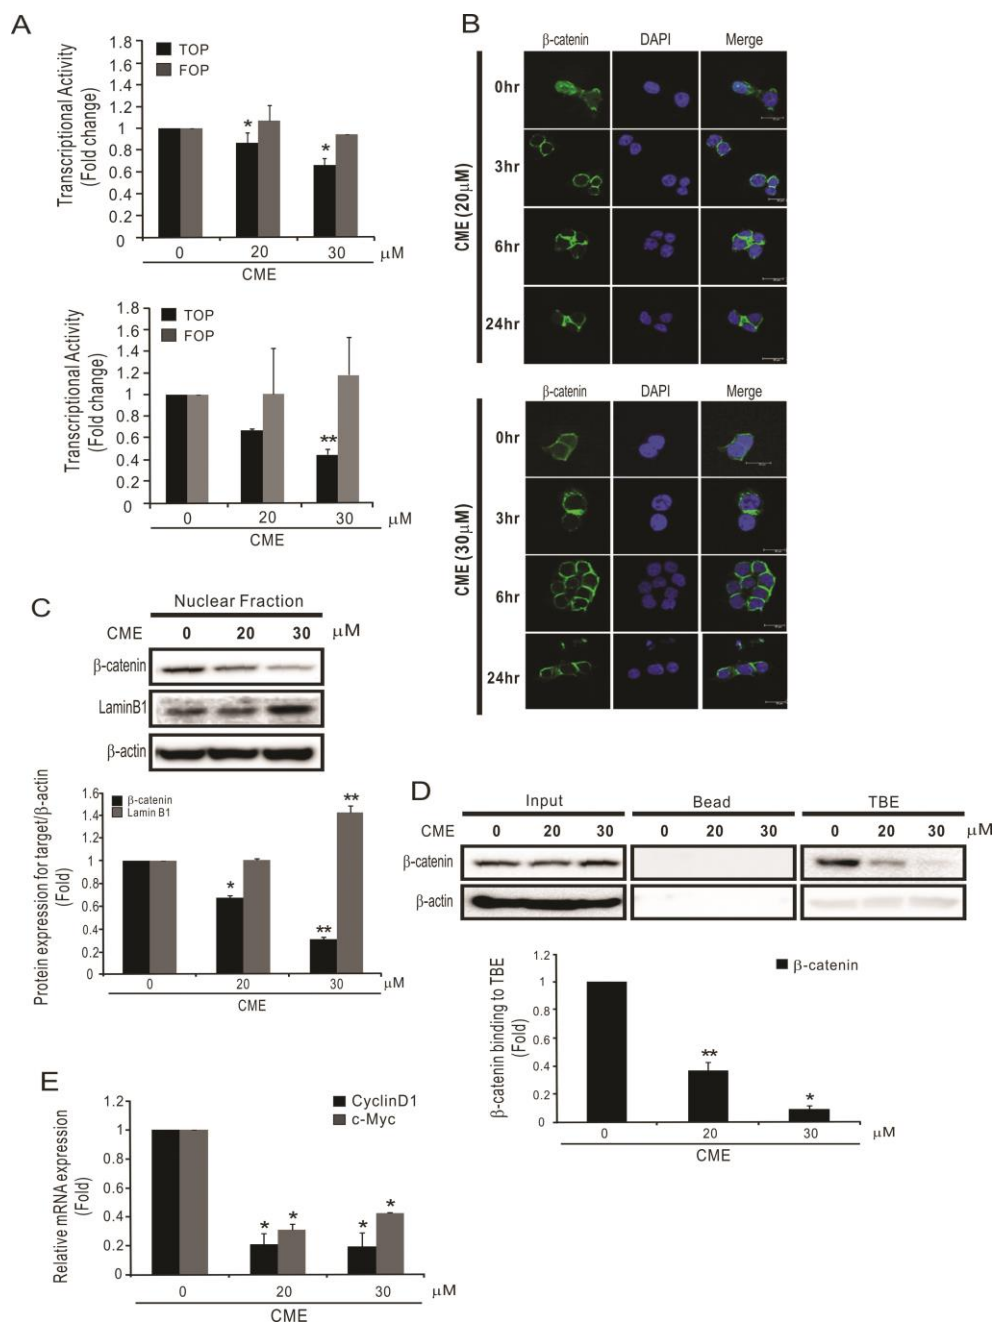 A
Transcriptional Activity
(Fold change)
1.8
1.6
1.4
1.2
1
0.8
0.6
0.4
0.2
0
TOP
FOP
*
*
0 20 30 μM
CME
Transcriptional Activity
(Fold change)
1.8
1.6
1.4
1.2
1
0.8
0.6
0.4
0.2
0
TOP
FOP
**
0 20 30 μM
CME
B
β-catenin DAPI Merge
CME (20μM)
0hr
3hr
6hr
24hr
β-catenin DAPI Merge
CME (30μM)
0hr
3hr
6hr
24hr
C
Nuclear Fraction
CME 0 20 30 μM
β-catenin
LaminB1
β-actin
Protein expression for target/β-actin
(Fold)
1.6
1.4
1.2
1
0.8
0.6
0.4
0.2
0
β-catenin
Lamin B1
*
**
**
0 20 30 μM
CME
D
Input Bead TBE
CME 0 20 30 0 20 30 0 20 30 μM
β-catenin
β-actin
β-catenin binding to TBE
(Fold)
1.2
1
0.8
0.6
0.4
0.2
0
β-catenin
**
*
0 20 30 μM
CME
E
Relative mRNA expression
(Fold)
1.2
1
0.8
0.6
0.4
0.2
0
CyclinD1
c-Myc
* *
* *
0 20 30 μM
CME